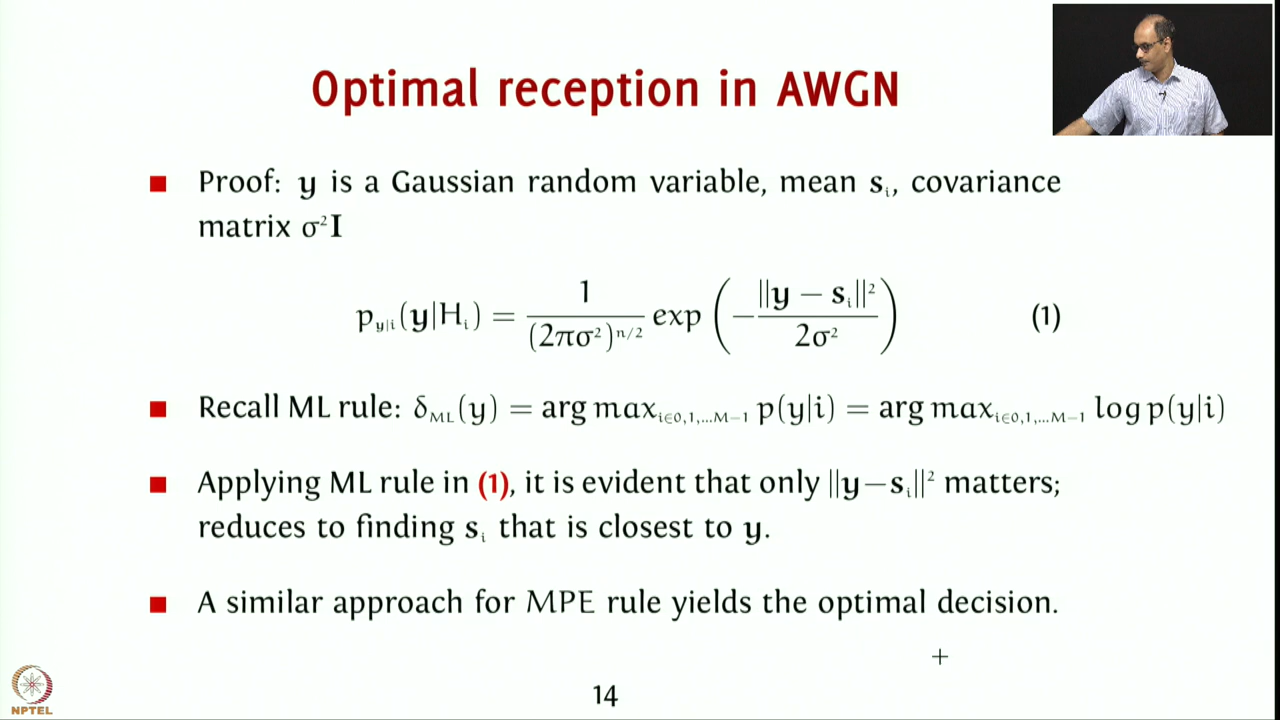 Optimal reception in AWGN
■ Proof: y is a Gaussian random variable, mean sᵢ, covariance
matrix σ²I
p_{y|i}(y|Hᵢ) = 1/(2πσ²)^{n/2} exp(−||y − sᵢ||²/2σ²) (1)
■ Recall ML rule: δ_{ML}(y) = arg max_{i∈0,1,...M−1} p(y|i) = arg max_{i∈0,1,...M−1} log p(y|i)
■ Applying ML rule in (1), it is evident that only ||y−sᵢ||² matters;
reduces to finding sᵢ that is closest to y.
■ A similar approach for MPE rule yields the optimal decision.
14
NPTEL